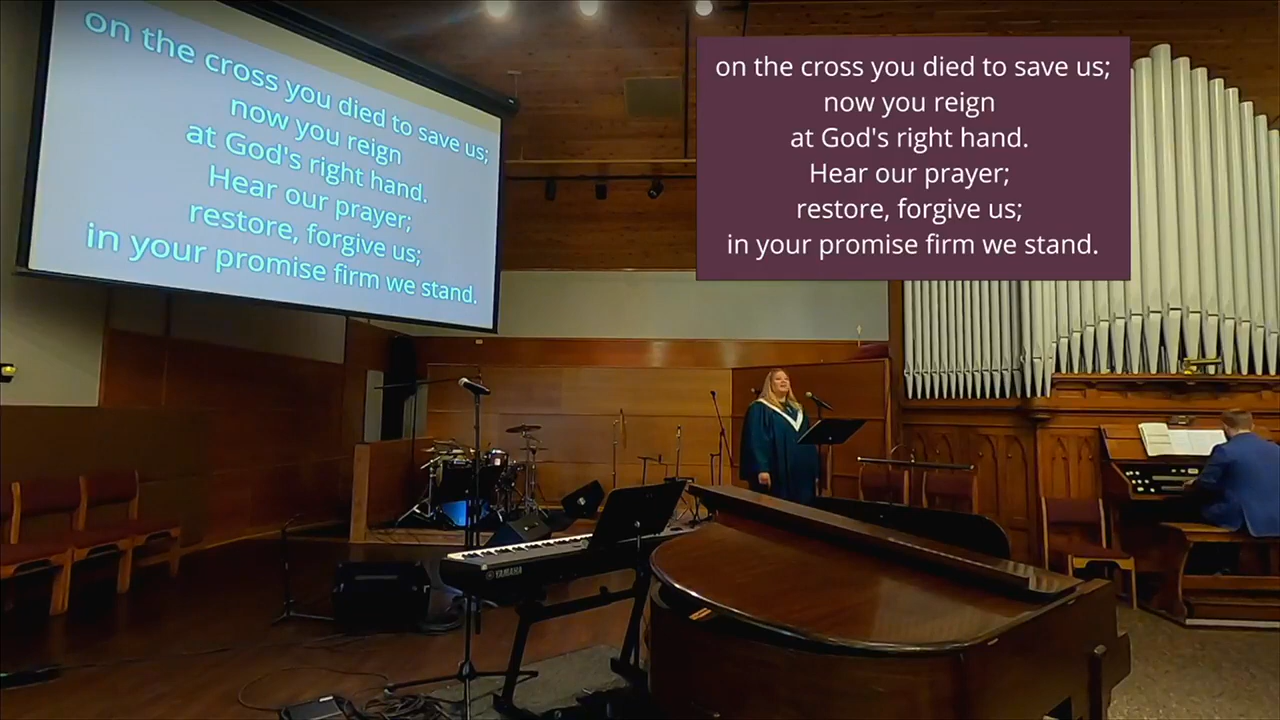 on the cross you died to save us;
now you reign
at God's right hand.
Hear our prayer;
restore, forgive us;
in your promise firm we stand.
on the cross you died to save us;
now you reign
at God's right hand.
Hear our prayer;
restore, forgive us;
in your promise firm we stand.
YAMAHA